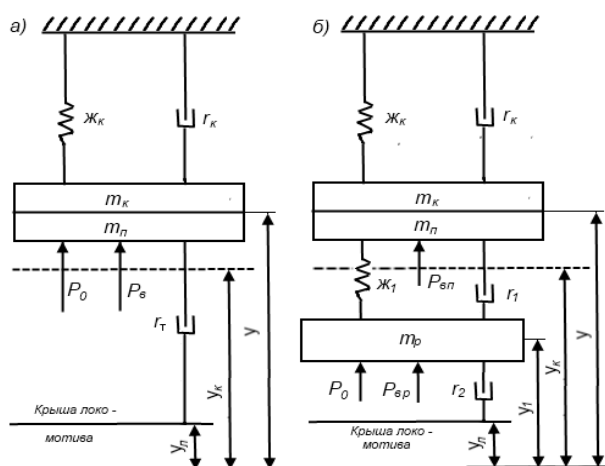 а)
жк
rк
mк
mп
P0
Pв
rт
y
yк
Крыша локо -
мотива
yл
б)
жк
rк
mк
mп
Pвп
ж1
r1
mр
P0
Pвр
r2
y
yк
y1
Крыша локо -
мотива
yл